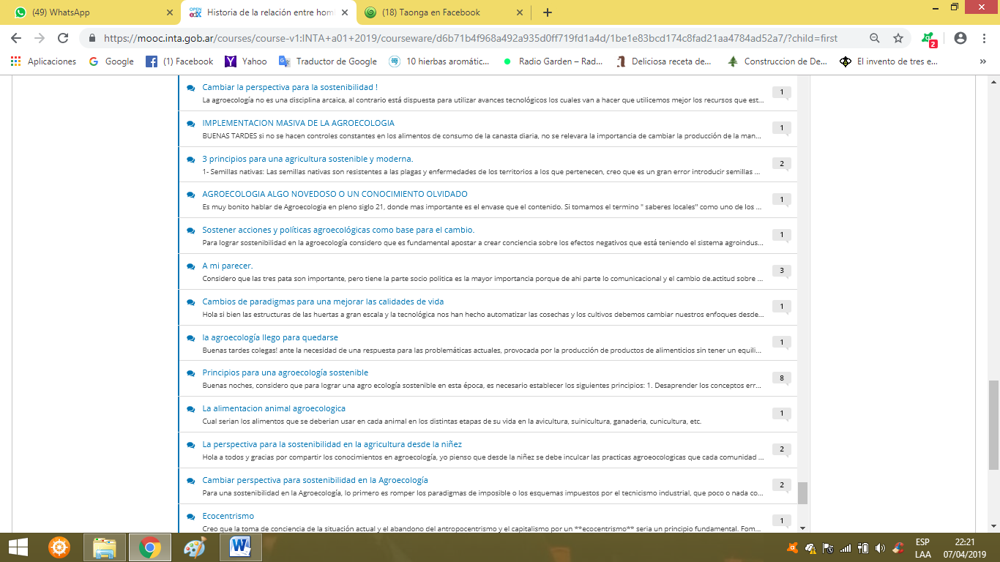 (49) WhatsApp
Historia de la relación entre hom
(18) Taonga en Facebook
https://mooc.inta.gob.ar/courses/course-v1:INTA+a01+2019/courseware/d6b71b4f968a492a935d0ff719fd1a4d/1be1e83bcd174c8fad21aa4784ad52a7/?child=first
2
Aplicaciones
Google
(1) Facebook
Yahoo
Traductor de Google
10 hierbas aromátic...
Radio Garden – Rad...
Deliciosa receta de...
Construccion de De...
El invento de tres e...
»
Cambiar la perspectiva para la sostenibilidad !
1
La agroecología no es una disciplina arcaica, al contrario está dispuesta para utilizar avances tecnológicos los cuales van a hacer que utilicemos mejor los recursos que est...
IMPLEMENTACION MASIVA DE LA AGROECOLOGIA
1
BUENAS TARDES si no se hacen controles constantes en los alimentos de consumo de la canasta diaria, no se relevara la importancia de cambiar la producción de la man...
3 principios para una agricultura sostenible y moderna.
2
1- Semillas nativas: Las semillas nativas son resistentes a las plagas y enfermedades de los territorios a los que pertenecen, creo que es un gran error introducir semillas ...
AGROECOLOGIA ALGO NOVEDOSO O UN CONOCIMIENTO OLVIDADO
1
Es muy bonito hablar de Agroecologia en pleno siglo 21, donde mas importante es el envase que el contenido. Si tomamos el termino " saberes locales" como uno de los ...
Sostener acciones y políticas agroecológicas como base para el cambio.
1
Para lograr sostenibilidad en la agroecología considero que es fundamental apostar a crear conciencia sobre los efectos negativos que está teniendo el sistema agroindus...
A mi parecer.
3
Considero que las tres pata son importante, pero tiene la parte socio politica es la mayor importancia porque de ahi parte lo comunicacional y el cambio de.actitud sobre ...
Cambios de paradigmas para una mejorar las calidades de vida
1
Hola si bien las estructuras de las huertas a gran escala y la tecnológica nos han hecho automatizar las cosechas y los cultivos debemos cambiar nuestros enfoques desde...
la agroecología llego para quedarse
1
Buenas tardes colegas! ante la necesidad de una respuesta para las problemáticas actuales, provocada por la producción de productos de alimenticios sin tener un equili...
Principios para una agroecología sostenible
8
Buenas noches, considero que para lograr una agro ecología sostenible en esta época, es necesario establecer los siguientes principios: 1. Desaprender los conceptos err...
La alimentacion animal agroecologica
1
Cual serian los alimentos que se deberian usar en cada animal en los distintas etapas de su vida en la avicultura, suinicultura, ganaderia, cunicultura, etc.
La perspectiva para la sostenibilidad en la agricultura desde la niñez
2
Hola a todos y gracias por compartir los conocimientos en agroecología, yo pienso que desde la niñez se debe inculcar las practicas agroeocologicas que cada comunidad ...
Cambiar perspectiva para sostenibilidad en la Agroecología
2
Para una sostenibilidad en la Agroecología, lo primero es romper los paradigmas de imposible o los esquemas impuestos por el tecnicismo industrial, que poco o nada co...
Ecocentrismo
1
Creo que la toma de conciencia de la situación actual y el abandono del antropocentrismo y el capitalismo por un **ecocentrismo** seria un principio fundamental. Fom...
ESP
LAA
22:21
07/04/2019